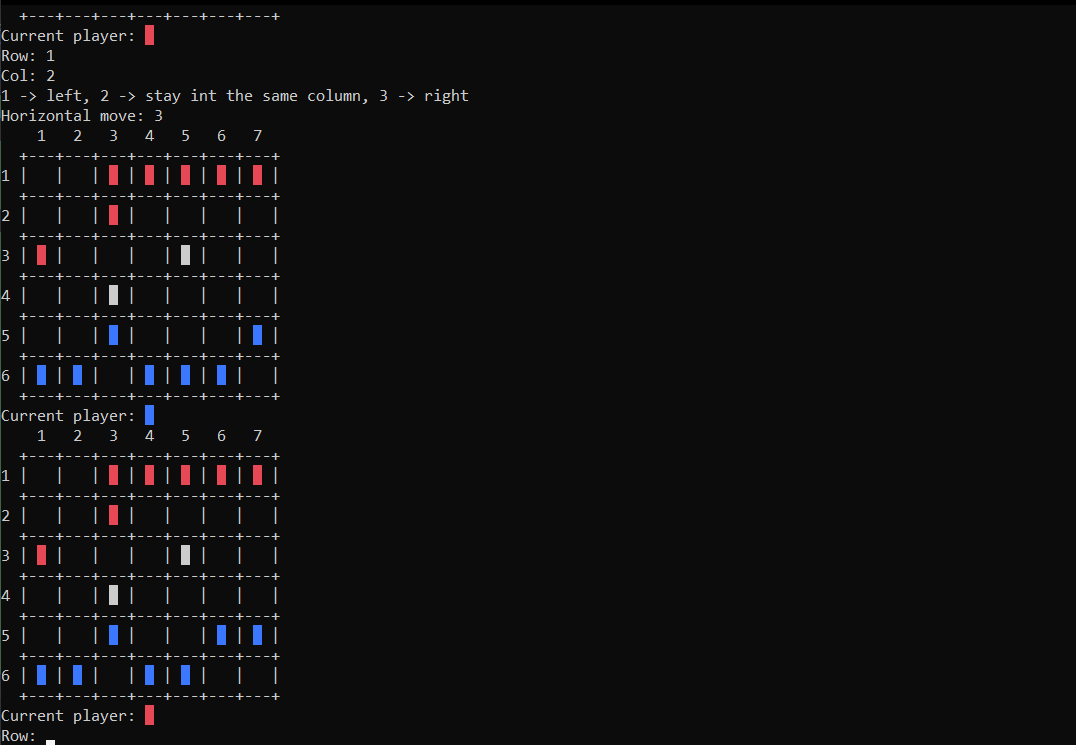 +---+---+---+---+---+---+---+
Current player:
Row: 1
Col: 2
1 -> left, 2 -> stay int the same column, 3 -> right
Horizontal move: 3
    1   2   3   4   5   6   7
  +---+---+---+---+---+---+---+
1 |   |   | █ | █ | █ | █ | █ |
  +---+---+---+---+---+---+---+
2 |   |   | █ |   |   |   |   |
  +---+---+---+---+---+---+---+
3 | █ |   |   |   | █ |   |   |
  +---+---+---+---+---+---+---+
4 |   |   | █ |   |   |   |   |
  +---+---+---+---+---+---+---+
5 |   |   | █ |   |   |   | █ |
  +---+---+---+---+---+---+---+
6 | █ | █ |   | █ | █ | █ |   |
  +---+---+---+---+---+---+---+
Current player:
    1   2   3   4   5   6   7
  +---+---+---+---+---+---+---+
1 |   |   | █ | █ | █ | █ | █ |
  +---+---+---+---+---+---+---+
2 |   |   | █ |   |   |   |   |
  +---+---+---+---+---+---+---+
3 | █ |   |   |   | █ |   |   |
  +---+---+---+---+---+---+---+
4 |   |   | █ |   |   |   |   |
  +---+---+---+---+---+---+---+
5 |   |   | █ |   |   | █ | █ |
  +---+---+---+---+---+---+---+
6 | █ | █ |   | █ | █ |   |   |
  +---+---+---+---+---+---+---+
Current player:
Row: